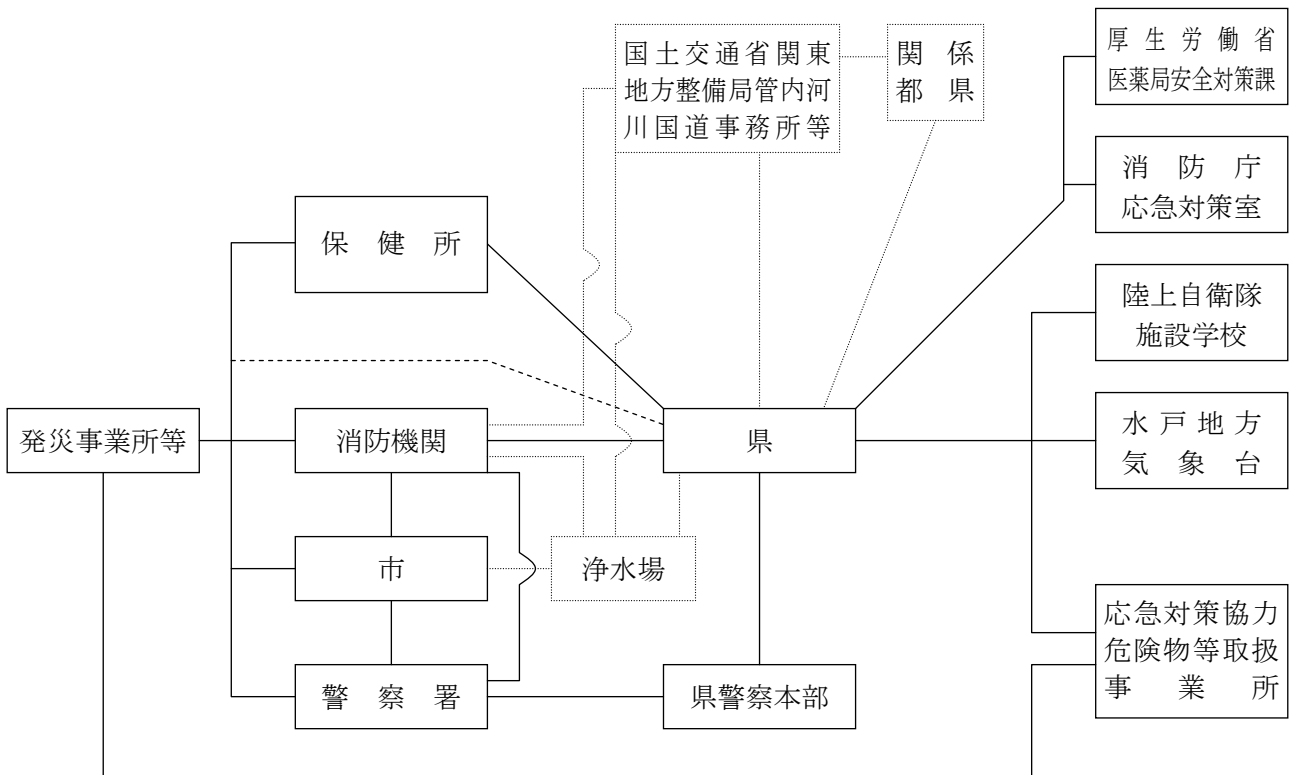 国土交通省関東
地方整備局管内河
川国道事務所等
関係
都県
厚生労働省
医薬局安全対策課
消防庁
応急対策室
保健所
陸上自衛隊
施設学校
発災事業所等
消防機関
県
水戸地方
気象台
市
浄水場
応急対策協力
危険物等取扱
事業所
警察署
県警察本部